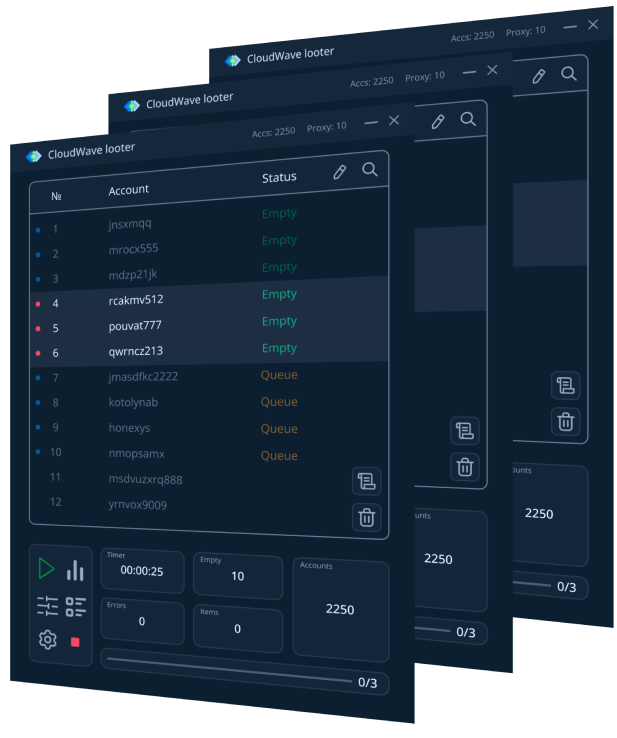 CloudWave looter Accs: 2250 Proxy: 10
CloudWave looter Accs: 2250 Proxy: 10
CloudWave looter Accs: 2250 Proxy: 10
№ Account Status
1 jnsxmqq Empty
2 mrocx555 Empty
3 mdzp21jk Empty
4 rcakmv512 Empty
5 pouvat777 Empty
6 qwrncz213 Empty
7 jmasdfkc2222 Queue
8 kotolynab Queue
9 honexys Queue
10 nmopsamx Queue
11 msdvuzxrq888
12 yrnvox9009
Timer
00:00:25
Empty
10
Accounts
2250
Errors
0
Items
0
0/3
ounts
2250
0/3
ounts
2250
0/3